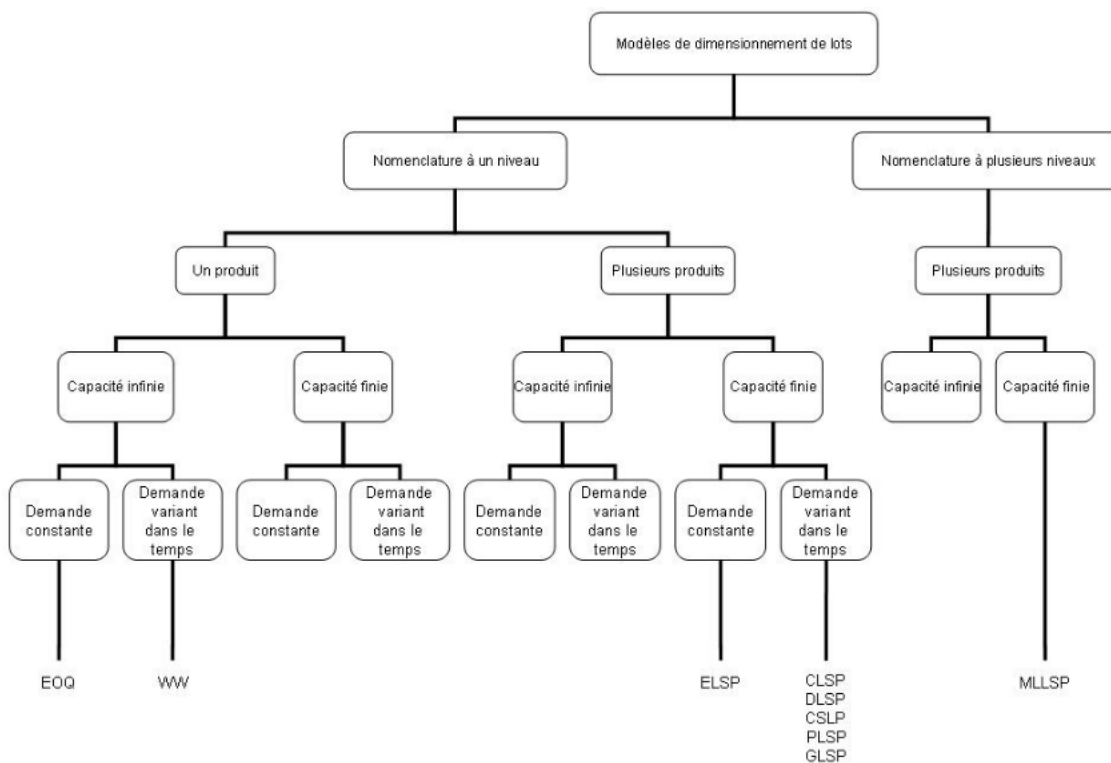 Modèles de dimensionnement de lots
Nomenclature à un niveau
Nomenclature à plusieurs niveaux
Un produit
Plusieurs produits
Plusieurs produits
Capacité infinie
Capacité finie
Capacité infinie
Capacité finie
Capacité infinie
Capacité finie
Demande
constante
Demande
variant
dans le
temps
Demande
constante
Demande
variant
dans le
temps
Demande
constante
Demande
variant
dans le
temps
Demande
constante
Demande
variant
dans le
temps
EOQ
WW
ELSP
CLSP
DLSP
CSLP
PLSP
GLSP
MLLSP